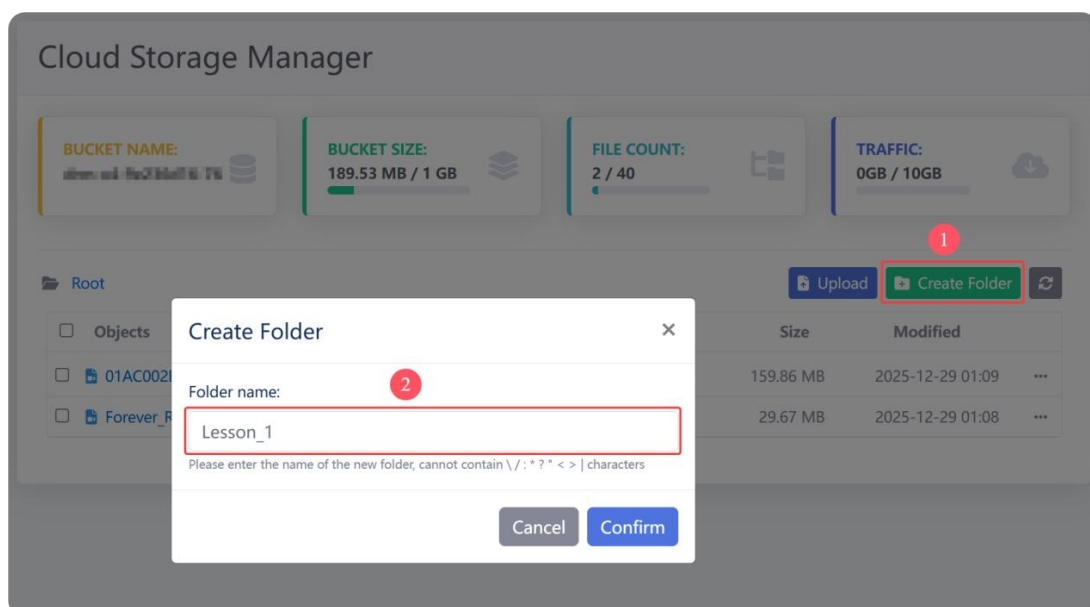 Cloud Storage Manager
BUCKET NAME:
BUCKET SIZE:
189.53 MB / 1 GB
FILE COUNT:
2 / 40
TRAFFIC:
0GB / 10GB
1
Root
Upload
Create Folder
Objects
Size
Modified
01AC002
159.86 MB
2025-12-29 01:09
Forever_R
29.67 MB
2025-12-29 01:08
Create Folder
×
Folder name:
2
Lesson_1
Please enter the name of the new folder, cannot contain \ / : * ? " < > | characters
Cancel
Confirm